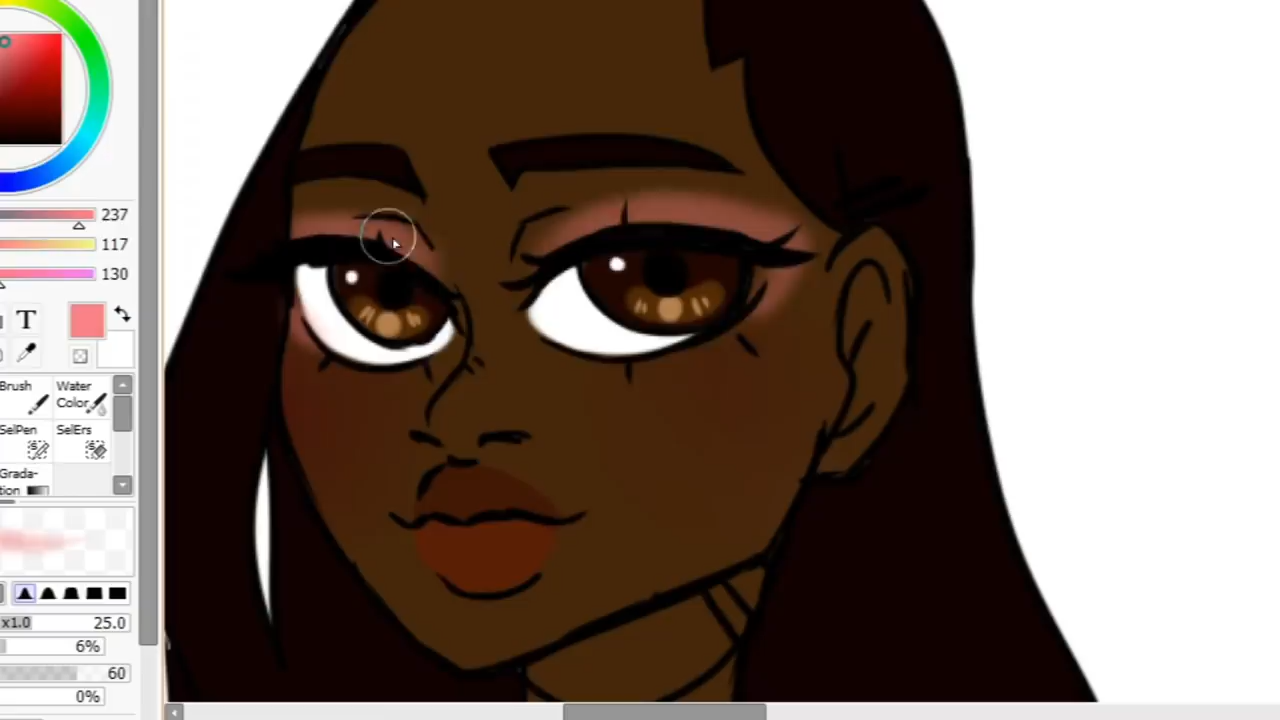 237
117
130
T
Brush
Water
Color
SelPen
SelErs
Grada-
tion
x1.0
25.0
6%
60
0%